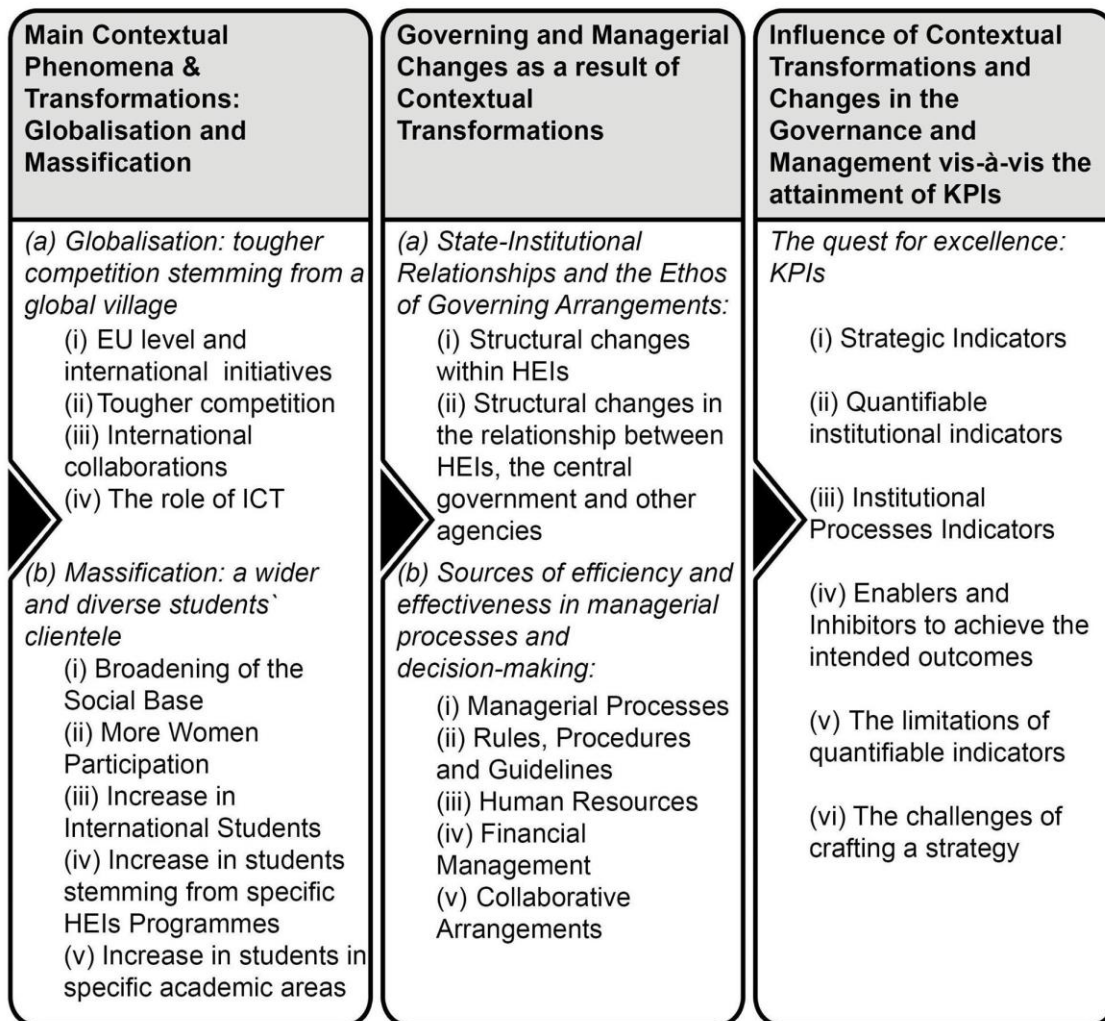 Main Contextual
Phenomena &
Transformations:
Globalisation and
Massification
(a) Globalisation: tougher
competition stemming from a
global village
(i) EU level and
international initiatives
(ii) Tougher competition
(iii) International
collaborations
(iv) The role of ICT
(b) Massification: a wider
and diverse students`
clientele
(i) Broadening of the
Social Base
(ii) More Women
Participation
(iii) Increase in
International Students
(iv) Increase in students
stemming from specific
HEIs Programmes
(v) Increase in students in
specific academic areas
Governing and Managerial
Changes as a result of
Contextual
Transformations
(a) State-Institutional
Relationships and the Ethos
of Governing Arrangements:
(i) Structural changes
within HEIs
(ii) Structural changes in
the relationship between
HEIs, the central
government and other
agencies
(b) Sources of efficiency and
effectiveness in managerial
processes and
decision-making:
(i) Managerial Processes
(ii) Rules, Procedures
and Guidelines
(iii) Human Resources
(iv) Financial
Management
(v) Collaborative
Arrangements
Influence of Contextual
Transformations and
Changes in the
Governance and
Management vis-à-vis the
attainment of KPIs
The quest for excellence:
KPIs
(i) Strategic Indicators
(ii) Quantifiable
institutional indicators
(iii) Institutional
Processes Indicators
(iv) Enablers and
Inhibitors to achieve the
intended outcomes
(v) The limitations of
quantifiable indicators
(vi) The challenges of
crafting a strategy